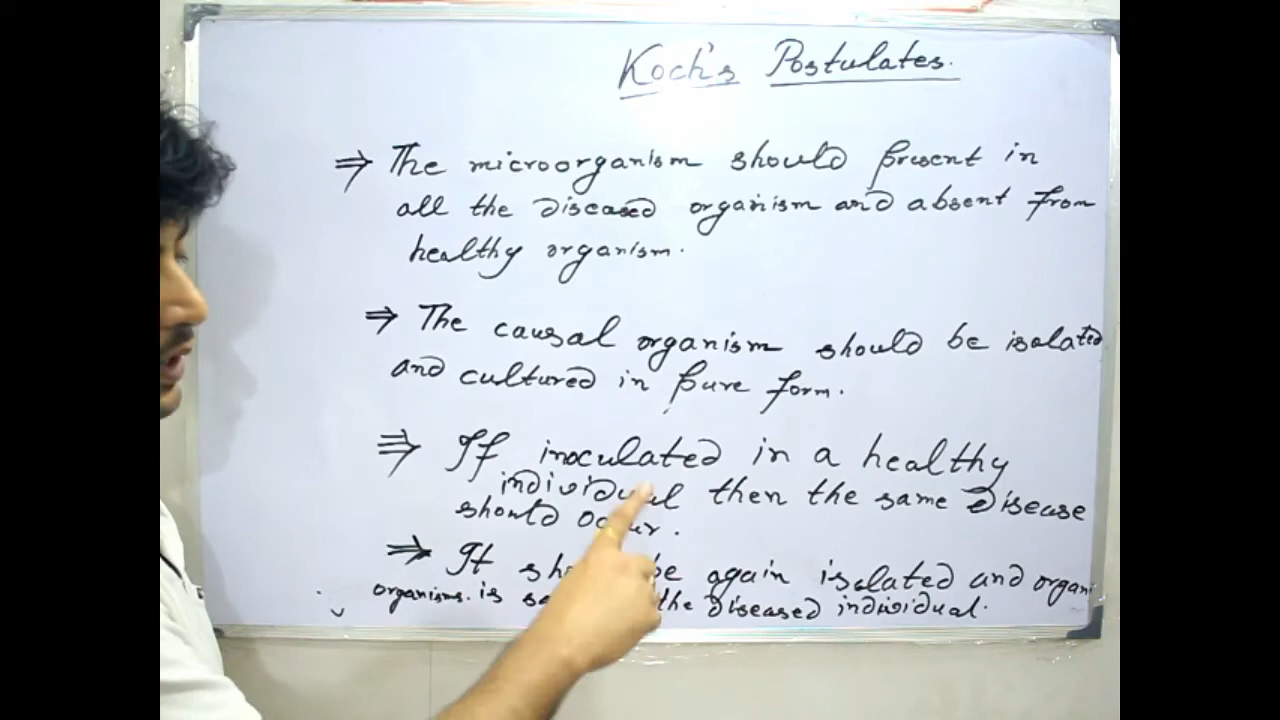 Koch's Postulates.
⇒ The microorganism should present in
all the diseased organism and absent from
healthy organism.
⇒ The causal organism should be isolated
and cultured in pure form.
⇒ If inoculated in a healthy
individual then the same disease
should occur.
⇒ It be again isolated and
organisms is the diseased individual.